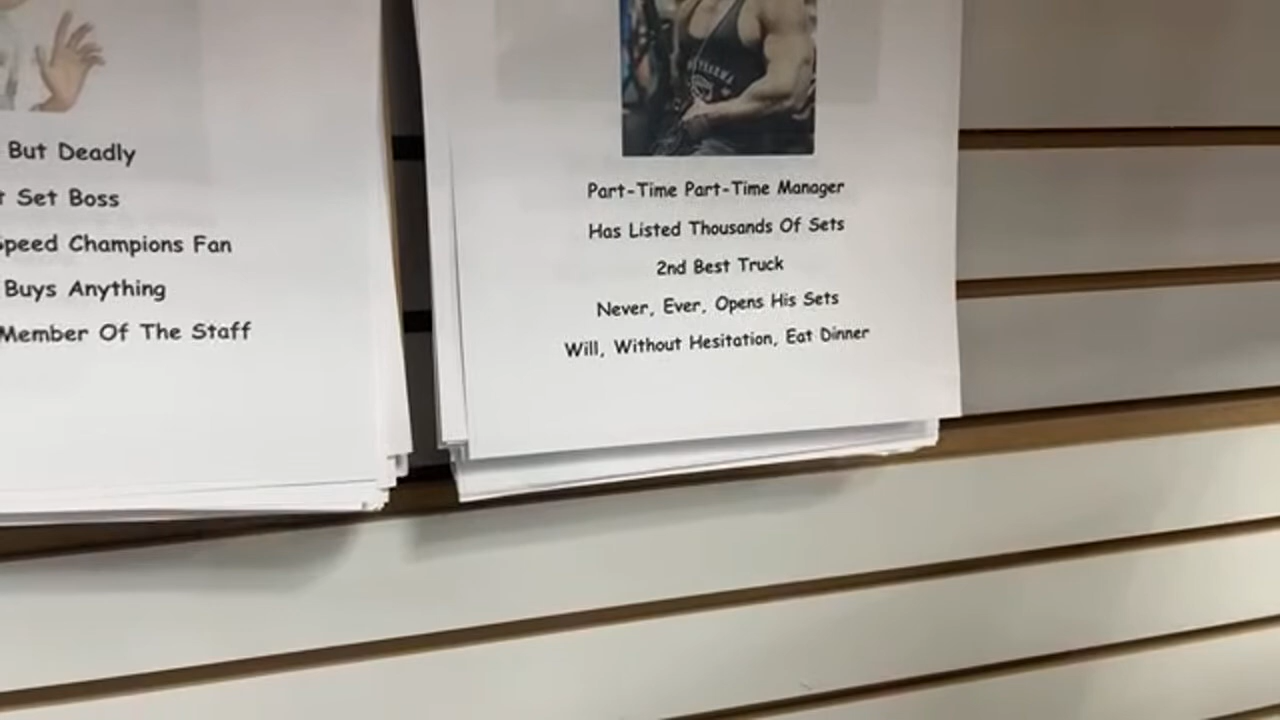 But Deadly
Set Boss
Speed Champions Fan
Buys Anything
Member Of The Staff
Part-Time Part-Time Manager
Has Listed Thousands Of Sets
2nd Best Truck
Never, Ever, Opens His Sets
Will, Without Hesitation, Eat Dinner